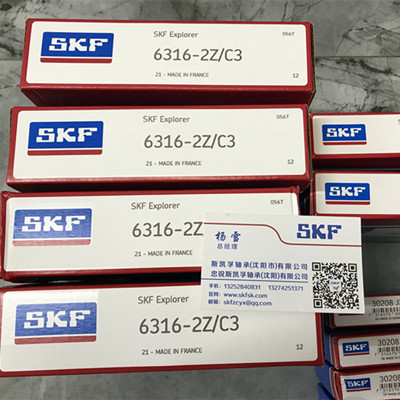 SKF
SKF Explorer
056T
6316-2Z/C3
21 - MADE IN FRANCE
12
SKF
SKF Explorer
056T
6316-2Z/C3
21 - MADE IN FRANCE
12
SKF
SKF Explorer
056T
6316-2Z/C3
21 - MADE IN FRANCE
SKF
SKF Explorer
6316-2Z/C3
21 - MADE IN FRANCE
12
杨雪
总经理
SKF
斯凯孚轴承(沈阳市)有限公司
忠锐斯凯孚轴承(沈阳)有限公司
手机: 13252840831 13274251371
官网: www.skfsk.com
邮箱: skfzcyx@qq.com
SKF
SKF
SKF
30208
SKF
30208
SKF
30208